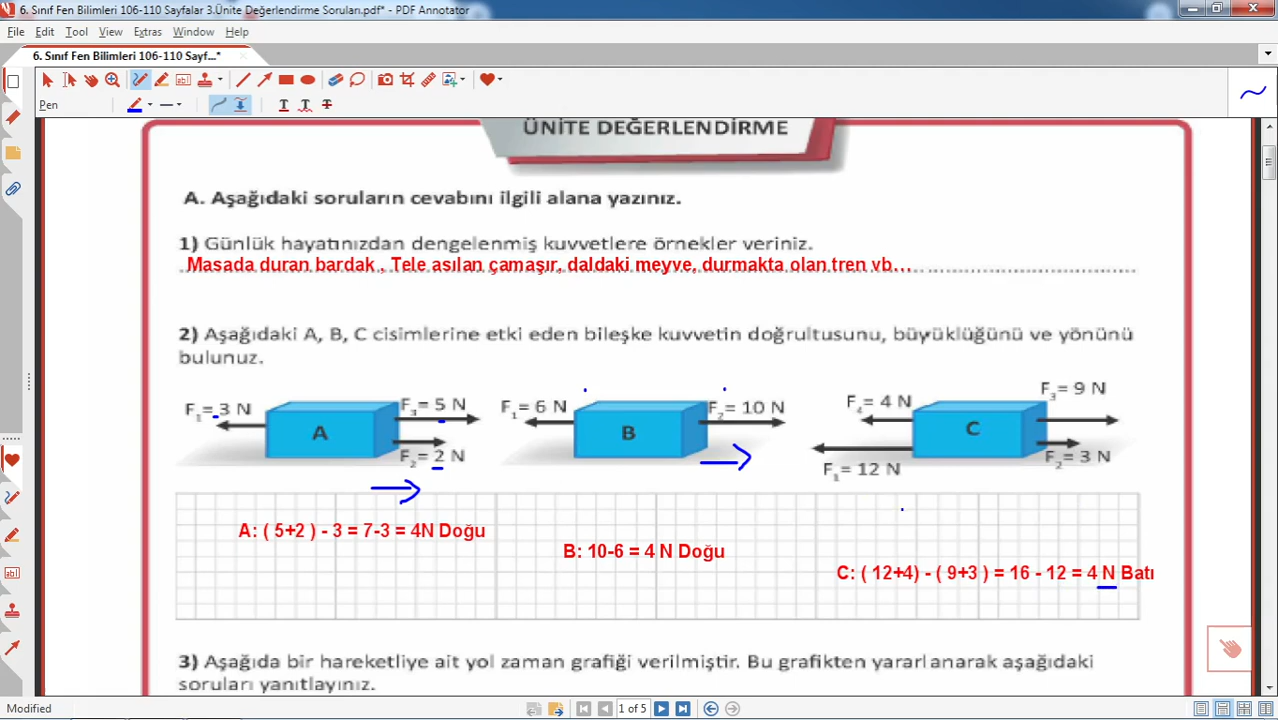 6. Sınıf Fen Bilimleri 106-110 Sayfalar 3.Ünite Değerlendirme Soruları.pdf* - PDF Annotator
File Edit Tool View Extras Window Help
6. Sınıf Fen Bilimleri 106-110 Sayf...*
Pen
ÜNİTE DEĞERLENDİRME
A. Aşağıdaki soruların cevabını ilgili alana yazınız.
1) Günlük hayatınızdan dengelenmiş kuvvetlere örnekler veriniz.
Masada duran bardak , Tele asılan çamaşır, daldaki meyve, durmakta olan tren vb...
2) Aşağıdaki A, B, C cisimlerine etki eden bileşke kuvvetin doğrultusunu, büyüklüğünü ve yönünü
bulunuz.
F₁= 3 N A F₃= 5 N F₂= 2 N
F₁= 6 N B F₂= 10 N
F₄= 4 N F₁= 12 N C F₃= 9 N F₂= 3 N
A: ( 5+2 ) - 3 = 7-3 = 4N Doğu
B: 10-6 = 4 N Doğu
C: ( 12+4) - ( 9+3 ) = 16 - 12 = 4 N Batı
3) Aşağıda bir hareketliye ait yol zaman grafiği verilmiştir. Bu grafikten yararlanarak aşağıdaki
soruları yanıtlayınız.
Modified 1 of 5